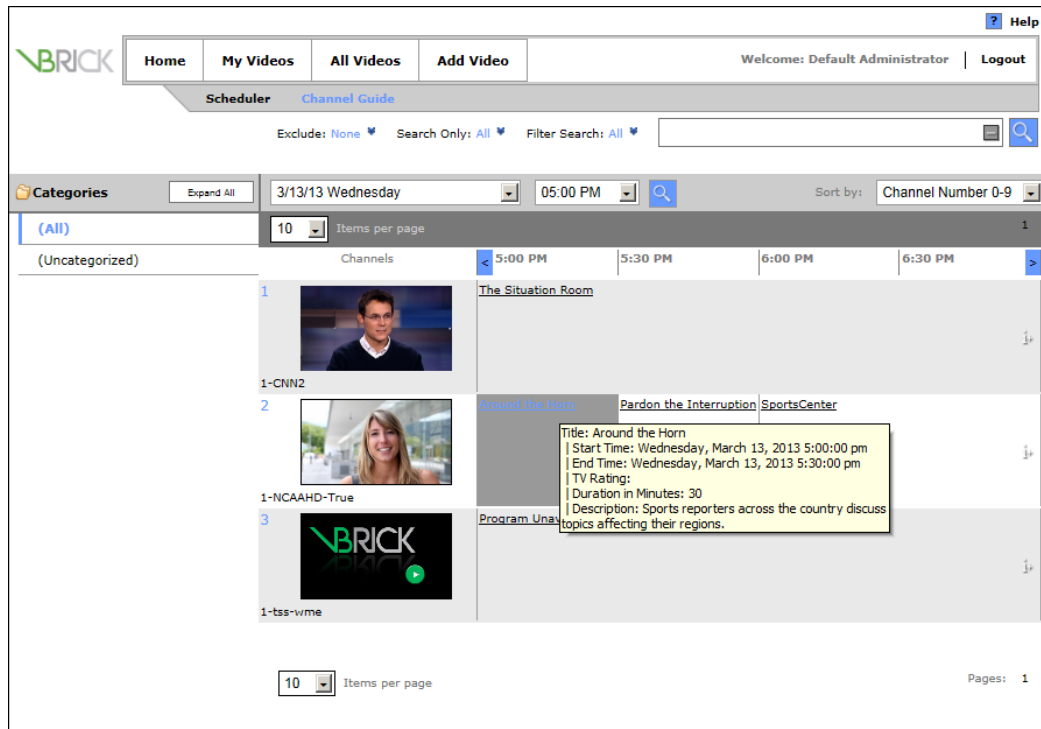 ? Help
VBRICK
Home My Videos All Videos Add Video Welcome: Default Administrator | Logout
Scheduler Channel Guide
Exclude: None Search Only: All Filter Search: All
Categories Expand All 3/13/13 Wednesday 05:00 PM Sort by: Channel Number 0-9
(All) 10 Items per page 1
(Uncategorized) Channels < 5:00 PM 5:30 PM 6:00 PM 6:30 PM >
1 The Situation Room
1-CNN2
2 Around the Horn Pardon the Interruption SportsCenter
Title: Around the Horn
| Start Time: Wednesday, March 13, 2013 5:00:00 pm
| End Time: Wednesday, March 13, 2013 5:30:00 pm
| TV Rating:
| Duration in Minutes: 30
| Description: Sports reporters across the country discuss
topics affecting their regions.
1-NCAAHD-True
3 Program Unav
VBRICK
1-tss-wme
10 Items per page Pages: 1